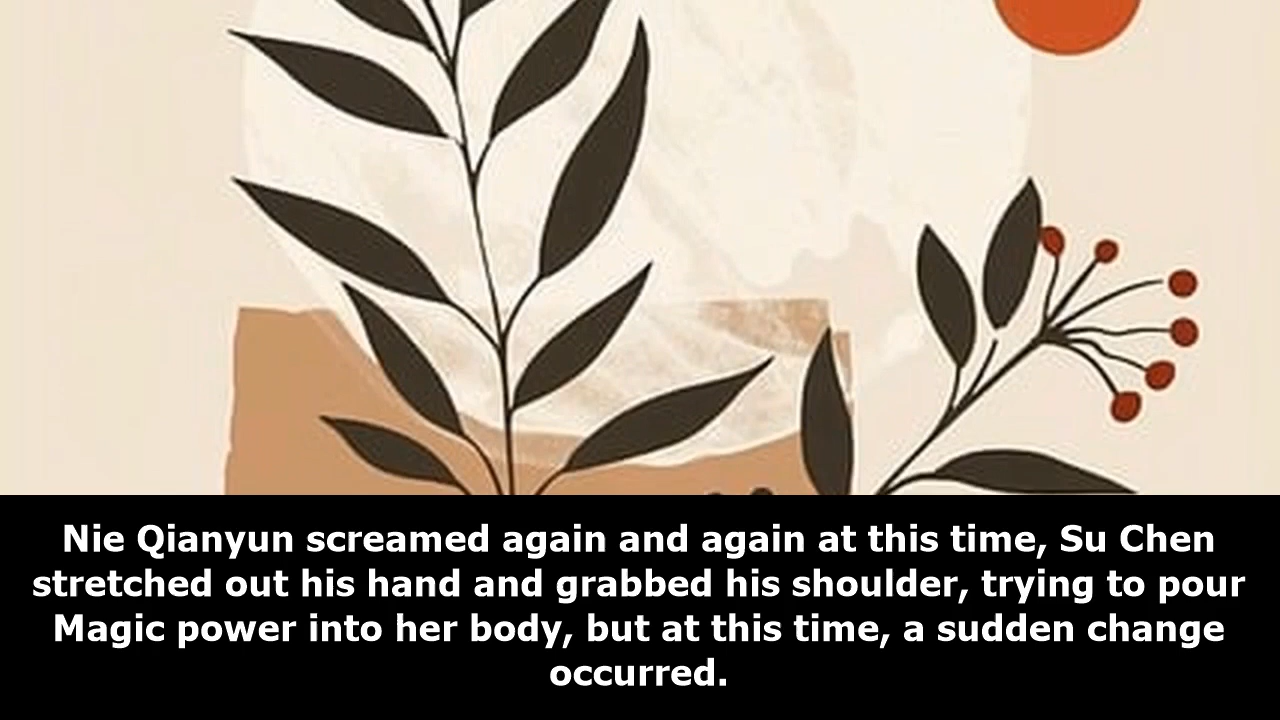 Nie Qianyun screamed again and again at this time, Su Chen
stretched out his hand and grabbed his shoulder, trying to pour
Magic power into her body, but at this time, a sudden change
occurred.